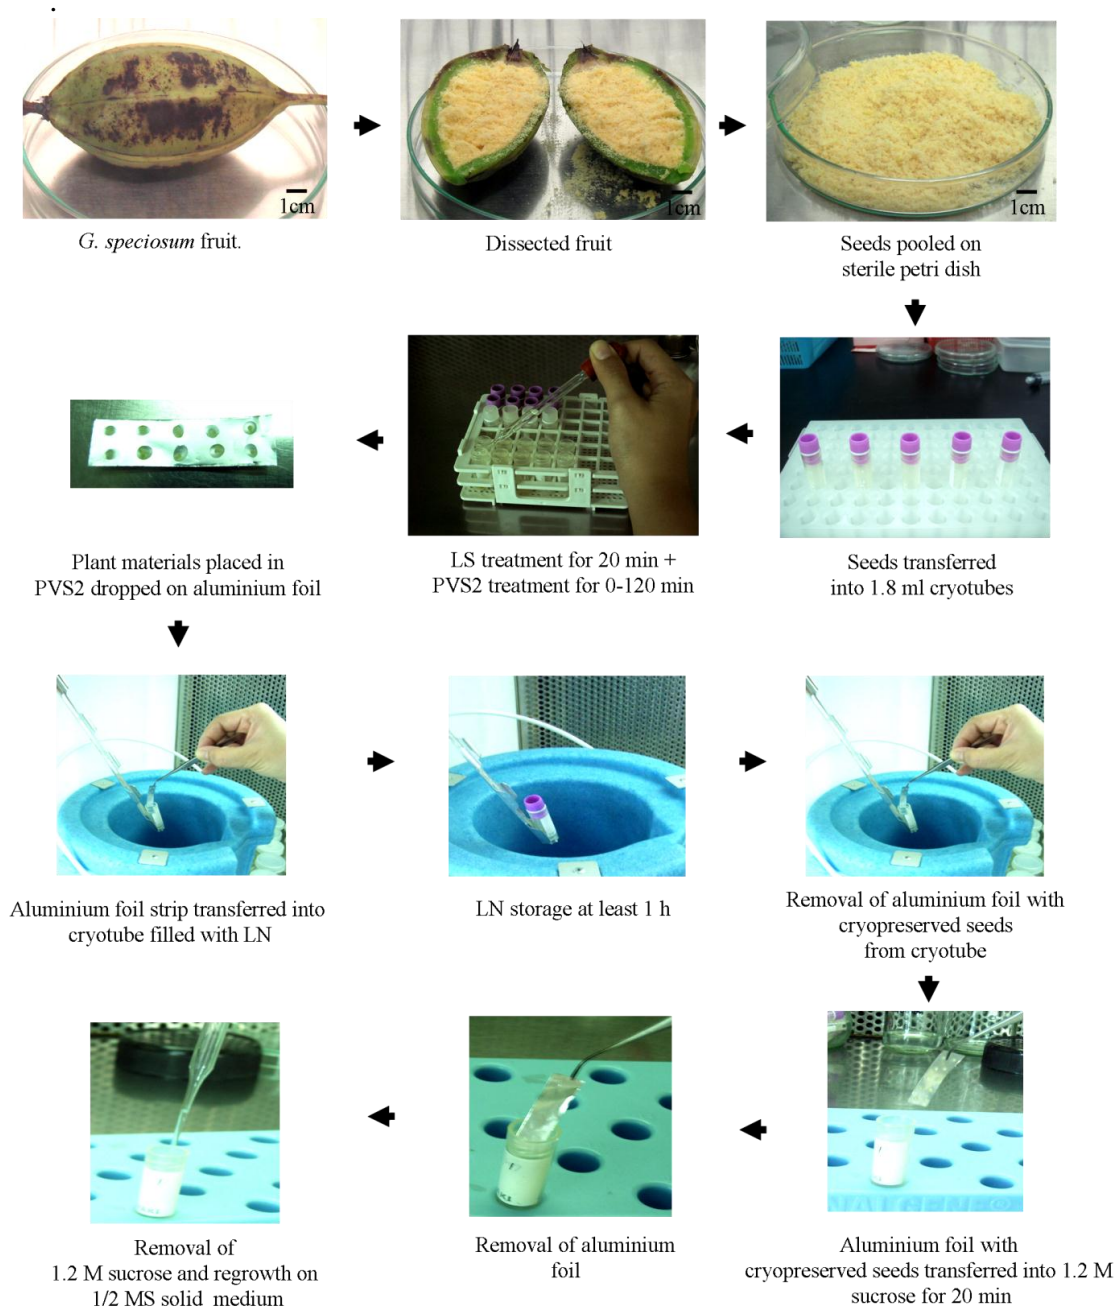 1cm
1cm
1cm
G. speciosum fruit.
Dissected fruit
Seeds pooled on
sterile petri dish
LS treatment for 20 min +
PVS2 treatment for 0-120 min
Seeds transferred
into 1.8 ml cryotubes
Plant materials placed in
PVS2 dropped on aluminium foil
Aluminium foil strip transferred into
cryotube filled with LN
LN storage at least 1 h
Removal of aluminium foil with
cryopreserved seeds
from cryotube
Removal of
1.2 M sucrose and regrowth on
1/2 MS solid medium
Removal of aluminium
foil
Aluminium foil with
cryopreserved seeds transferred into 1.2 M
sucrose for 20 min